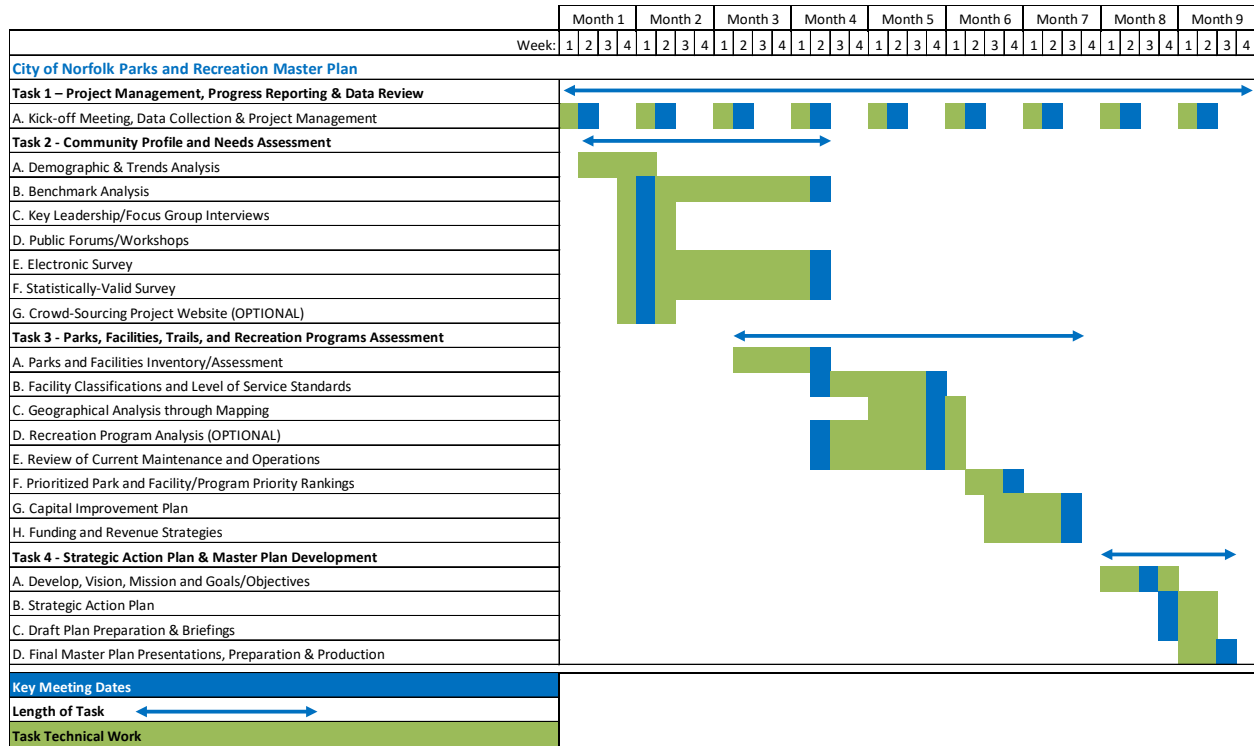 Month 1 Month 2 Month 3 Month 4 Month 5 Month 6 Month 7 Month 8 Month 9
Week: 1 2 3 4 1 2 3 4 1 2 3 4 1 2 3 4 1 2 3 4 1 2 3 4 1 2 3 4 1 2 3 4 1 2 3 4
City of Norfolk Parks and Recreation Master Plan
Task 1 – Project Management, Progress Reporting & Data Review
A. Kick-off Meeting, Data Collection & Project Management
Task 2 - Community Profile and Needs Assessment
A. Demographic & Trends Analysis
B. Benchmark Analysis
C. Key Leadership/Focus Group Interviews
D. Public Forums/Workshops
E. Electronic Survey
F. Statistically-Valid Survey
G. Crowd-Sourcing Project Website (OPTIONAL)
Task 3 - Parks, Facilities, Trails, and Recreation Programs Assessment
A. Parks and Facilities Inventory/Assessment
B. Facility Classifications and Level of Service Standards
C. Geographical Analysis through Mapping
D. Recreation Program Analysis (OPTIONAL)
E. Review of Current Maintenance and Operations
F. Prioritized Park and Facility/Program Priority Rankings
G. Capital Improvement Plan
H. Funding and Revenue Strategies
Task 4 - Strategic Action Plan & Master Plan Development
A. Develop, Vision, Mission and Goals/Objectives
B. Strategic Action Plan
C. Draft Plan Preparation & Briefings
D. Final Master Plan Presentations, Preparation & Production
Key Meeting Dates
Length of Task
Task Technical Work